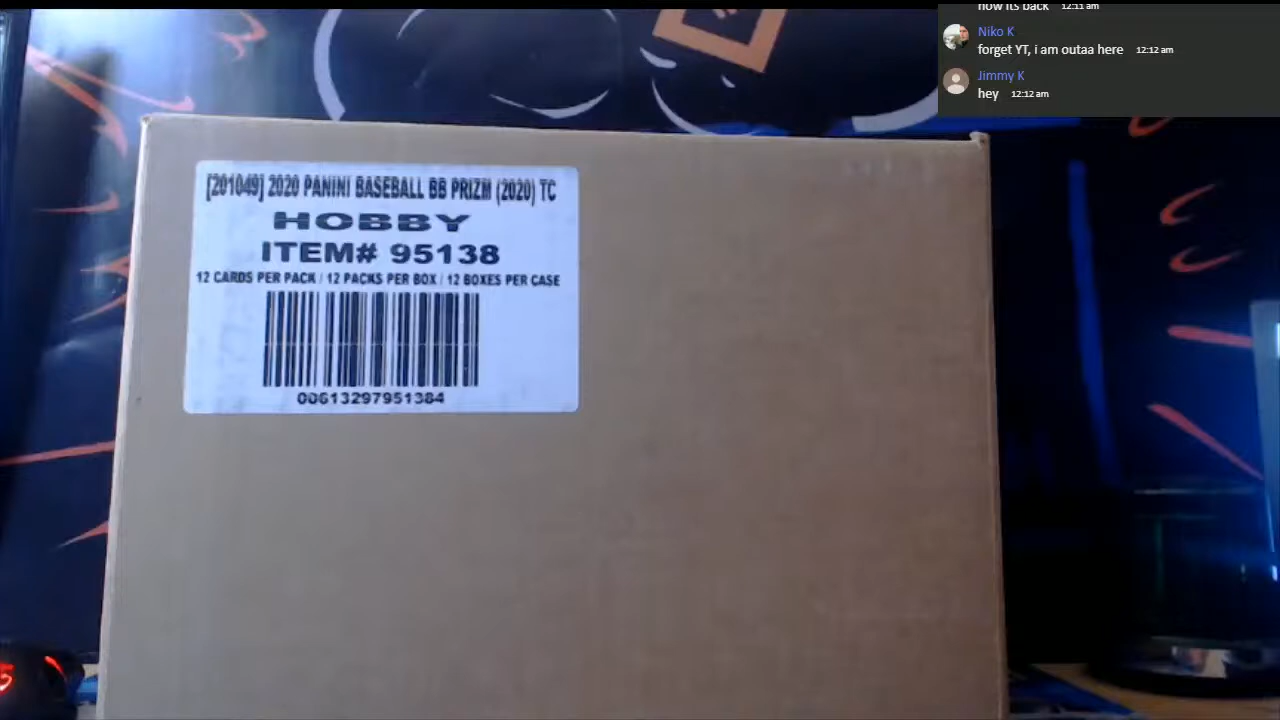 now its back 12:11 am
Niko K
forget YT, i am outaa here 12:12 am
Jimmy K
hey 12:12 am
[201049] 2020 PANINI BASEBALL BB PRIZM (2020) TC
HOBBY
ITEM# 95138
12 CARDS PER PACK / 12 PACKS PER BOX / 12 BOXES PER CASE
00613297951384